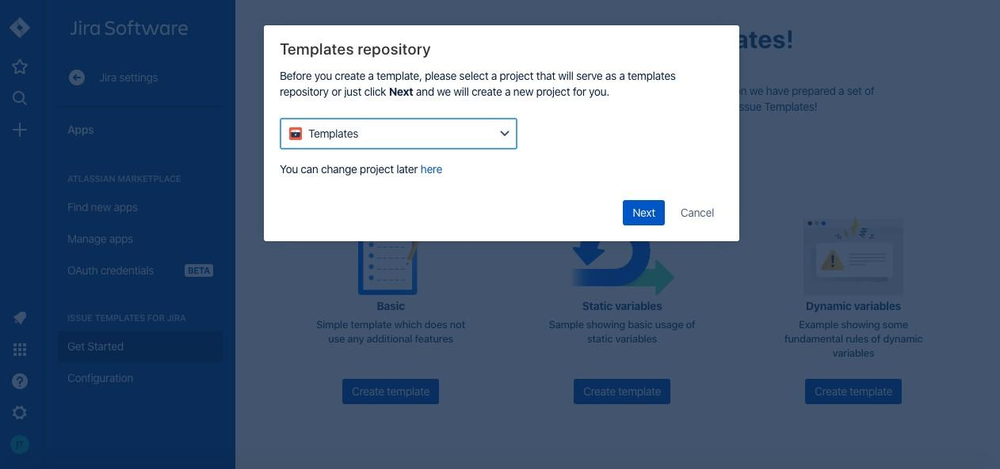 Jira Software
Jira settings
Apps
ATLASSIAN MARKETPLACE
Find new apps
Manage apps
OAuth credentials BETA
ISSUE TEMPLATES FOR JIRA
Get Started
Configuration
JT
ates!
n we have prepared a set of
ssue Templates!
Templates repository
Before you create a template, please select a project that will serve as a templates
repository or just click Next and we will create a new project for you.
Templates
You can change project later here
Next Cancel
Basic
Simple template which does not
use any additional features
Create template
Static variables
Sample showing basic usage of
static variables
Create template
Dynamic variables
Example showing some
fundamental rules of dynamic
variables
Create template